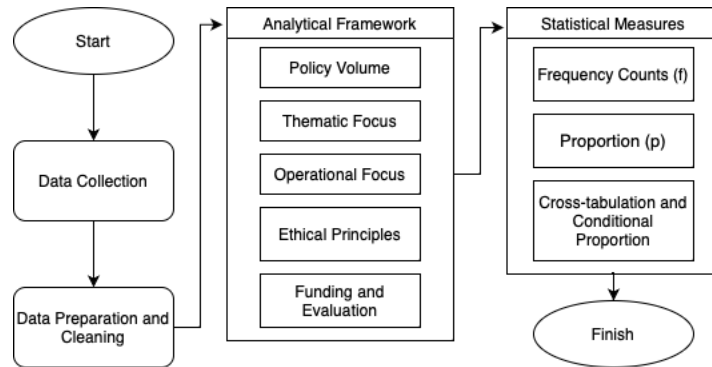 Start
Data Collection
Data Preparation and
Cleaning
Analytical Framework
Policy Volume
Thematic Focus
Operational Focus
Ethical Principles
Funding and
Evaluation
Statistical Measures
Frequency Counts (f)
Proportion (p)
Cross-tabulation and
Conditional
Proportion
Finish